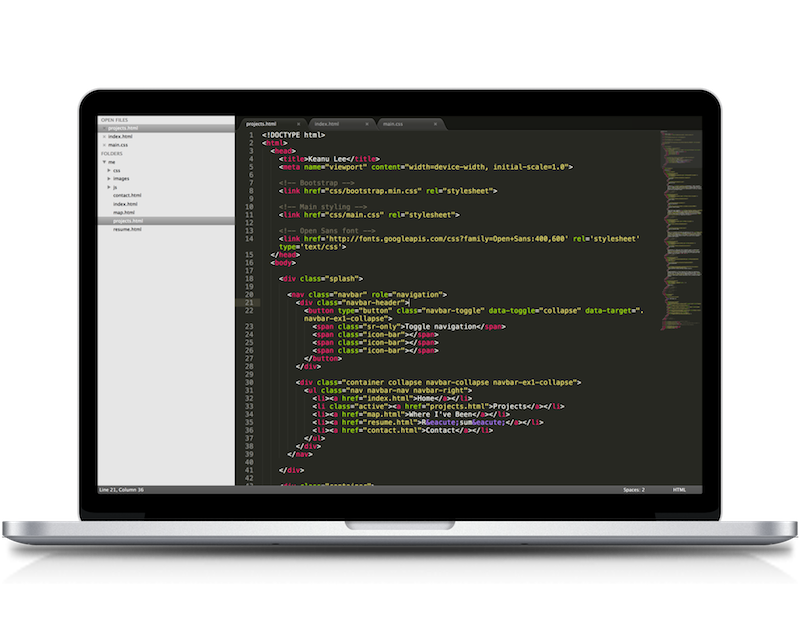 OPEN FILES
projects.html
index.html
main.css
FOLDERS
me
css
images
js
contact.html
index.html
map.html
projects.html
resume.html
projects.html × index.html × main.css ×
1 <!DOCTYPE html>
2 <html>
3 <head>
4 <title>Keanu Lee</title>
5 <meta name="viewport" content="width=device-width, initial-scale=1.0">
6
7 <!-- Bootstrap -->
8 <link href="css/bootstrap.min.css" rel="stylesheet">
9
10 <!-- Main styling -->
11 <link href="css/main.css" rel="stylesheet">
12
13 <!-- Open Sans font -->
14 <link href='http://fonts.googleapis.com/css?family=Open+Sans:400,600' rel='stylesheet'
type='text/css'>
15 </head>
16 <body>
17
18 <div class="splash">
19
20 <nav class="navbar" role="navigation">
21 <div class="navbar-header">
22 <button type="button" class="navbar-toggle" data-toggle="collapse" data-target=".
navbar-ex1-collapse">
23 <span class="sr-only">Toggle navigation</span>
24 <span class="icon-bar"></span>
25 <span class="icon-bar"></span>
26 <span class="icon-bar"></span>
27 </button>
28 </div>
29
30 <div class="container collapse navbar-collapse navbar-ex1-collapse">
31 <ul class="nav navbar-nav navbar-right">
32 <li><a href="index.html">Home</a></li>
33 <li class="active"><a href="projects.html">Projects</a></li>
34 <li><a href="map.html">Where I've Been</a></li>
35 <li><a href="resume.html">R&eacute;sum&eacute;</a></li>
36 <li><a href="contact.html">Contact</a></li>
37 </ul>
38 </div>
39 </nav>
40
41 </div>
42
43 <div class="container">
Line 21, Column 36 Spaces: 2 HTML